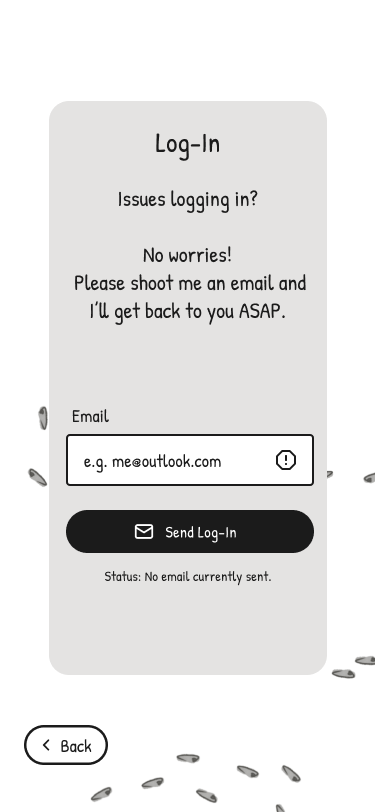 Log-In
Issues logging in?
No worries!
Please shoot me an email and
I'll get back to you ASAP.
Email
e.g. me@outlook.com
Send Log-In
Status: No email currently sent.
Back